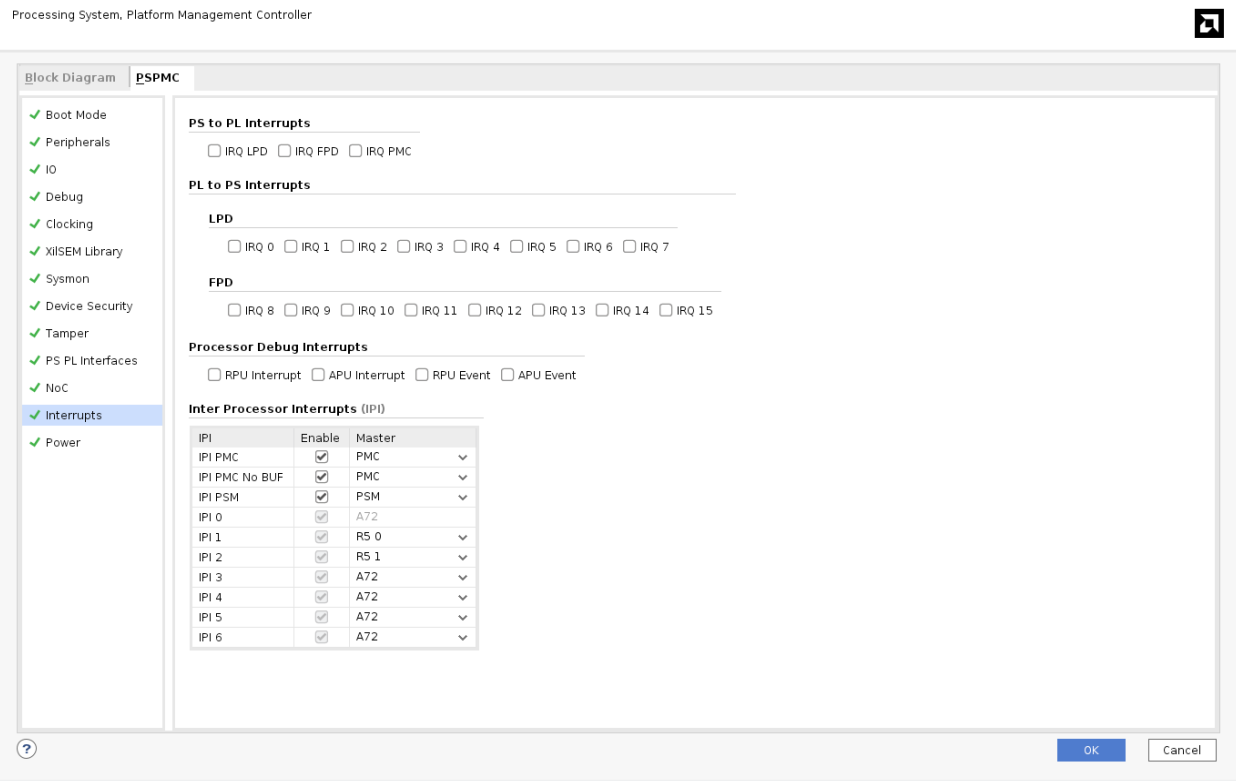 Processing System, Platform Management Controller
Block Diagram PSPMC
Boot Mode
Peripherals
IO
Debug
Clocking
XilSEM Library
Sysmon
Device Security
Tamper
PS PL Interfaces
NoC
Interrupts
Power
PS to PL Interrupts
IRQ LPD IRQ FPD IRQ PMC
PL to PS Interrupts
LPD
IRQ 0 IRQ 1 IRQ 2 IRQ 3 IRQ 4 IRQ 5 IRQ 6 IRQ 7
FPD
IRQ 8 IRQ 9 IRQ 10 IRQ 11 IRQ 12 IRQ 13 IRQ 14 IRQ 15
Processor Debug Interrupts
RPU Interrupt APU Interrupt RPU Event APU Event
Inter Processor Interrupts (IPI)
IPI Enable Master
IPI PMC PMC
IPI PMC No BUF PMC
IPI PSM PSM
IPI 0 A72
IPI 1 R5 0
IPI 2 R5 1
IPI 3 A72
IPI 4 A72
IPI 5 A72
IPI 6 A72
? OK Cancel